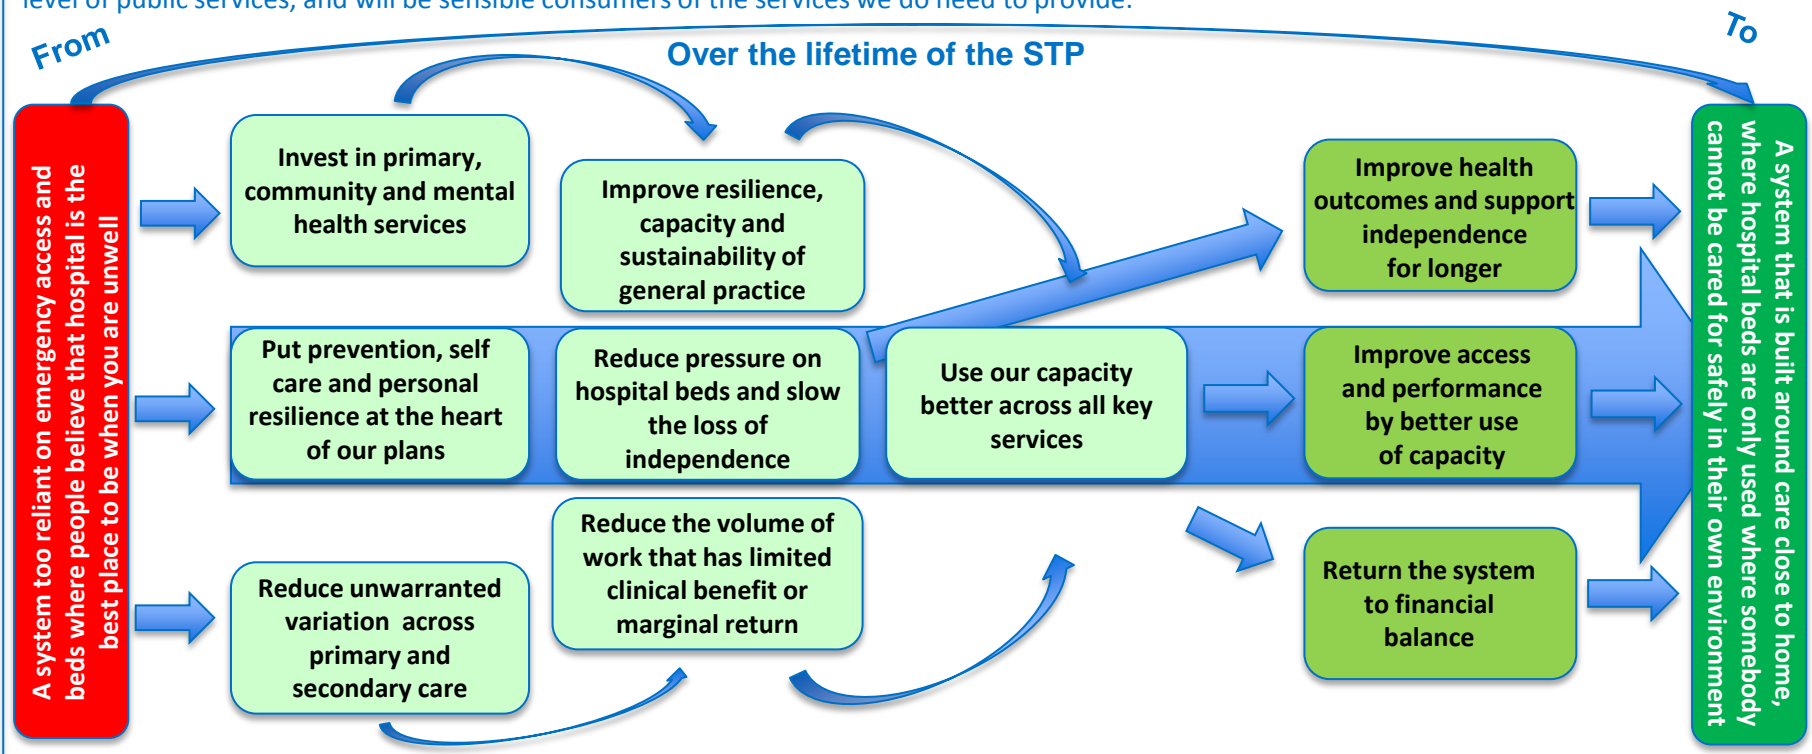 level of public services, and will be sensible consumers of the services we do need to provide.
From
To
Over the lifetime of the STP
A system too reliant on emergency access and
beds where people believe that hospital is the
best place to be when you are unwell
Invest in primary,
community and mental
health services
Put prevention, self
care and personal
resilience at the heart
of our plans
Reduce unwarranted
variation across
primary and
secondary care
Improve resilience,
capacity and
sustainability of
general practice
Reduce pressure on
hospital beds and slow
the loss of
independence
Reduce the volume of
work that has limited
clinical benefit or
marginal return
Use our capacity
better across all key
services
Improve health
outcomes and support
independence
for longer
Improve access
and performance
by better use
of capacity
Return the system
to financial
balance
A system that is built around care close to home,
where hospital beds are only used where somebody
cannot be cared for safely in their own environment